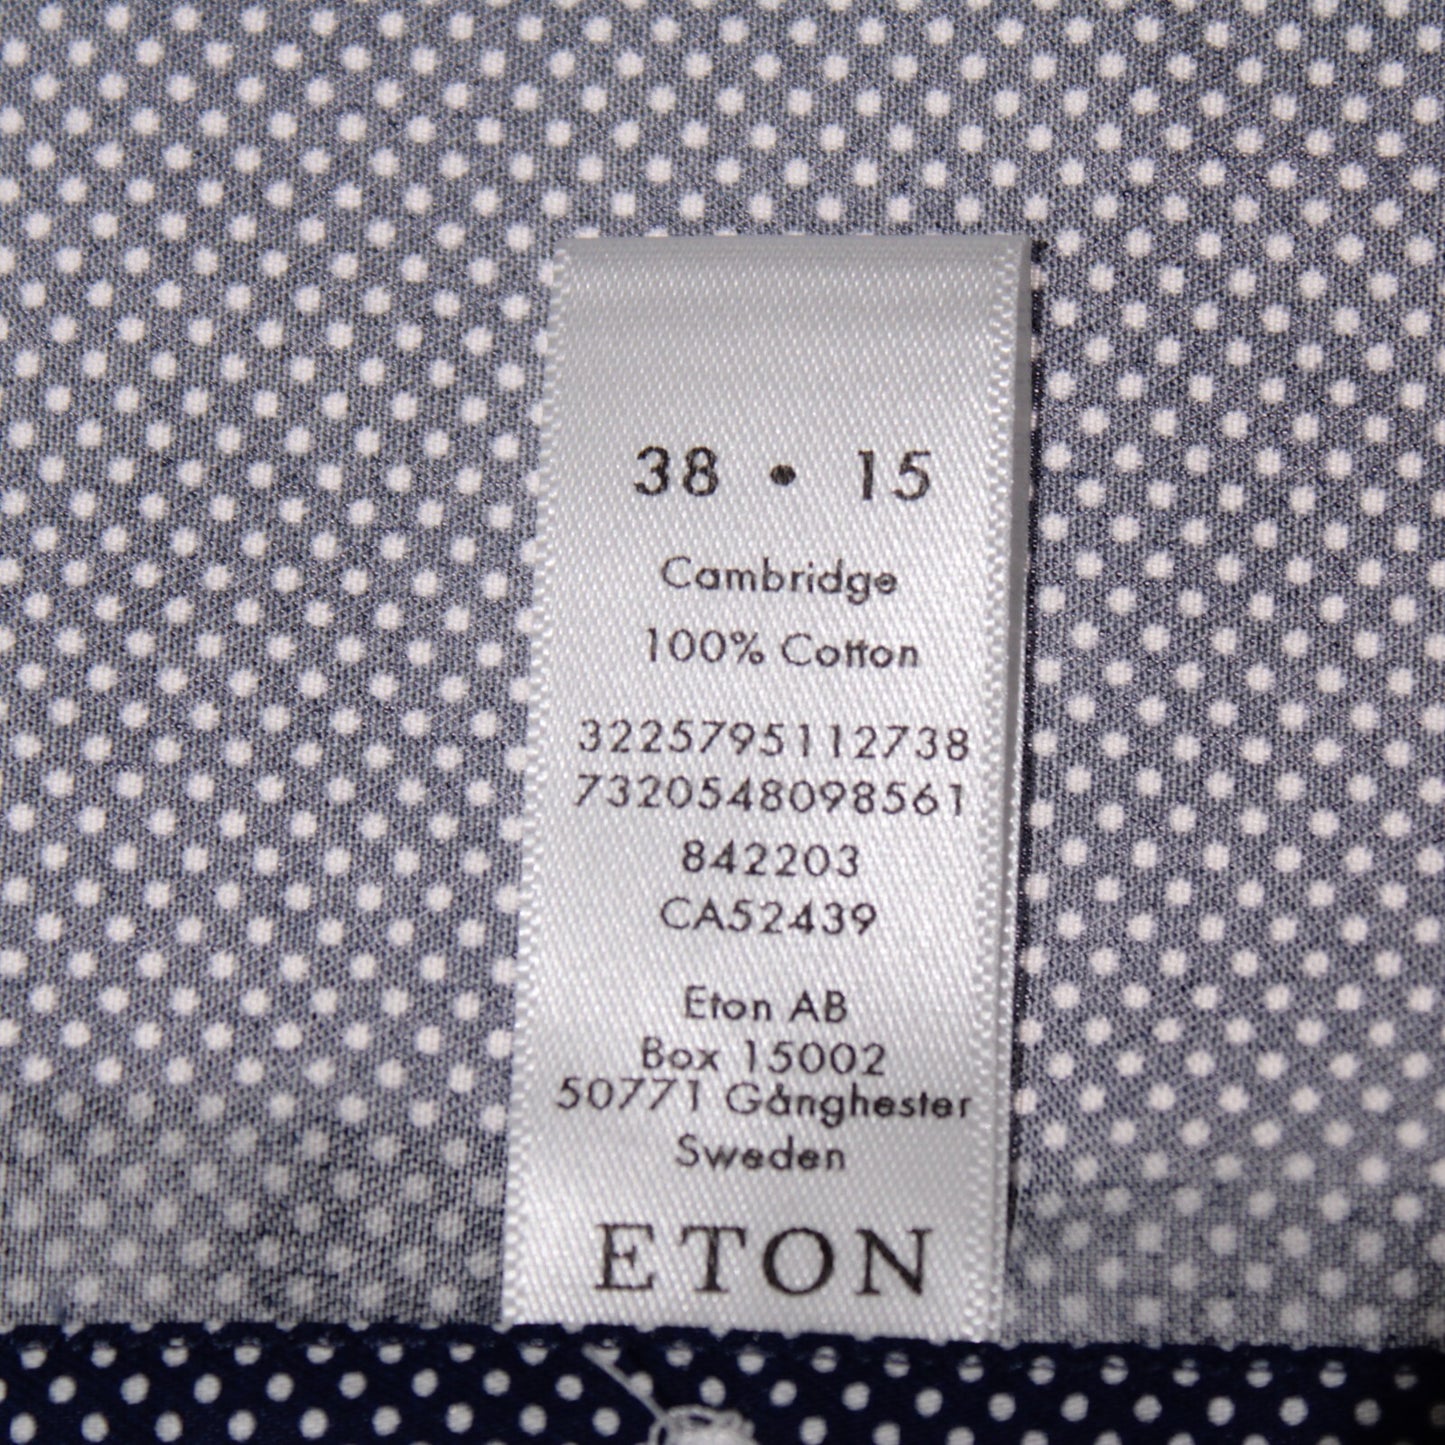 38 • 15
Cambridge
100% Cotton
3225795112738
7320548098561
842203
CA52439
Eton AB
Box 15002
50771 Gånghester
Sweden
ETON